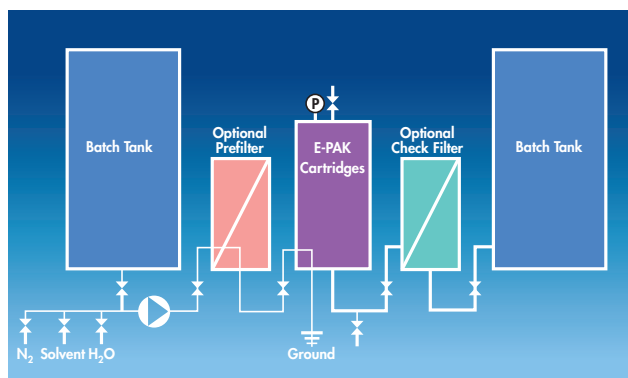 P
Optional
Prefilter
Optional
Check Filter
Batch Tank
E-PAK
Cartridges
Batch Tank
N₂ Solvent H₂O
Ground